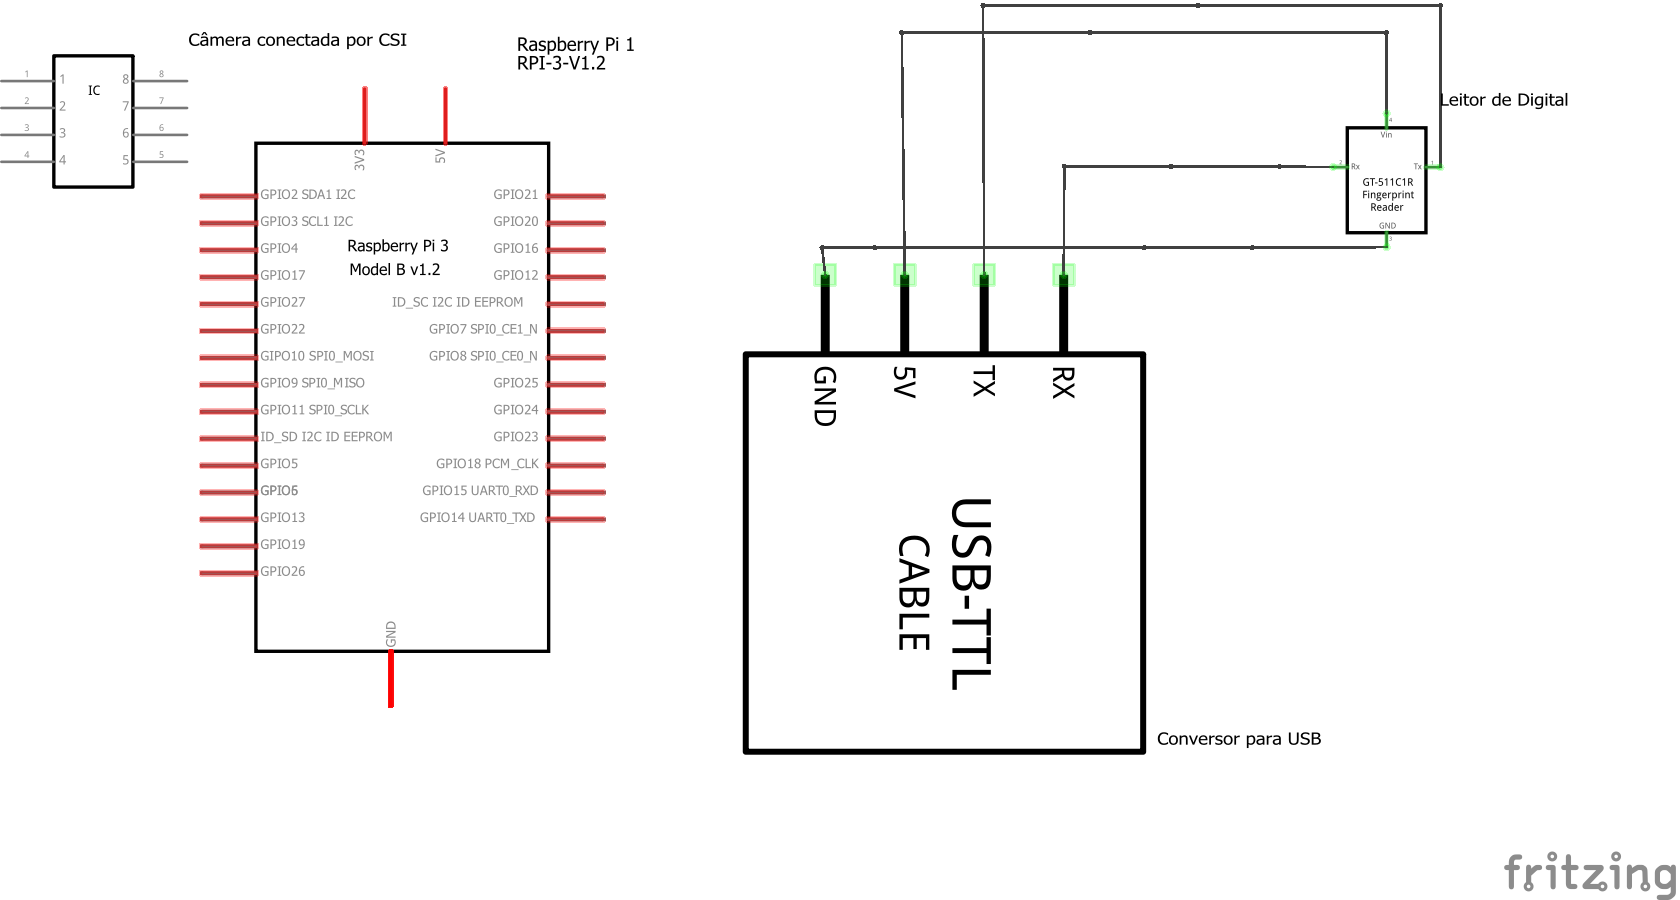 Câmera conectada por CSI
Raspberry Pi 1
RPI-3-V1.2
IC
1
1
8
8
2
2
7
7
3
3
6
6
4
4
5
5
3V3
5V
Raspberry Pi 3
Model B v1.2
GPIO2 SDA1 I2C
GPIO3 SCL1 I2C
GPIO4
GPIO17
GPIO27
GPIO22
GIPO10 SPI0_MOSI
GPIO9 SPI0_MISO
GPIO11 SPI0_SCLK
ID_SD I2C ID EEPROM
GPIO5
GPIO6
GPIO13
GPIO19
GPIO26
GPIO21
GPIO20
GPIO16
GPIO12
ID_SC I2C ID EEPROM
GPIO7 SPI0_CE1_N
GPIO8 SPI0_CE0_N
GPIO25
GPIO24
GPIO23
GPIO18 PCM_CLK
GPIO15 UART0_RXD
GPIO14 UART0_TXD
GND
Leitor de Digital
4
Vin
2
Rx
Tx
1
GT-511C1R
Fingerprint
Reader
GND
3
GND
5V
TX
RX
USB-TTL
CABLE
Conversor para USB
fritzing